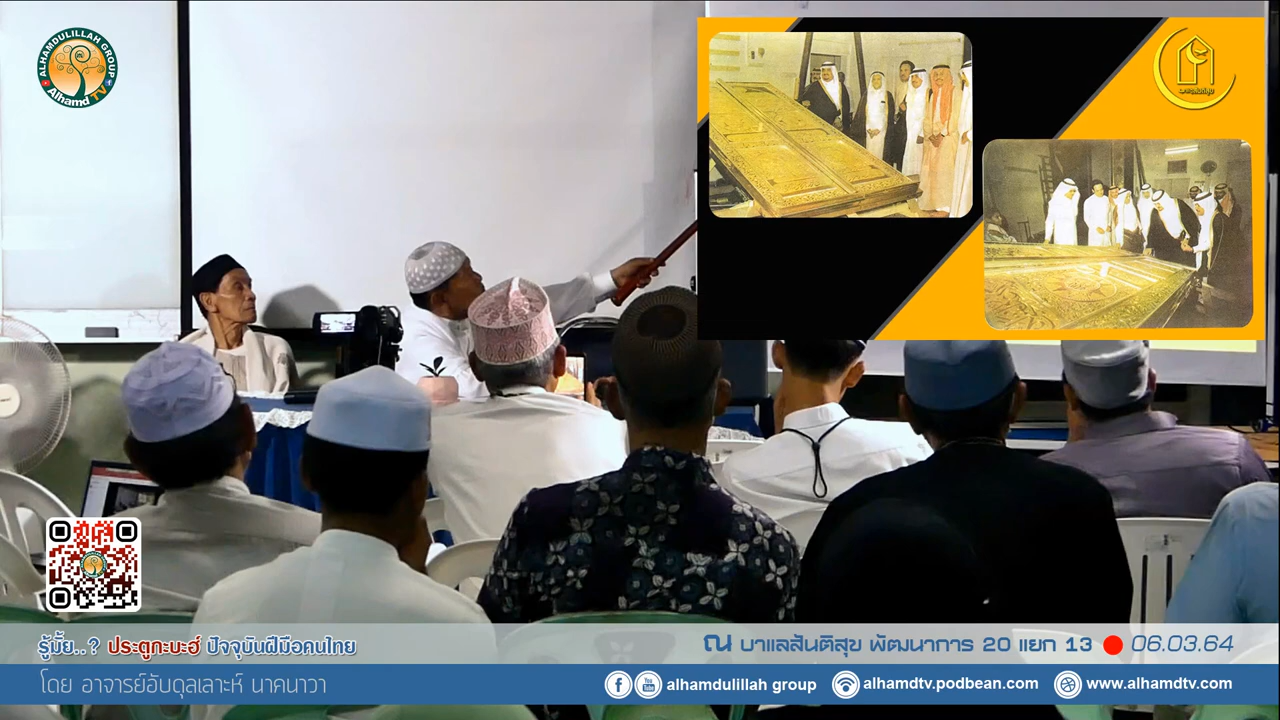 ALHAMDULILLAH GROUP
Alhamd TV
รู้มั้ย..? ประตูกะบะฮ์ ปัจจุบันฝีมือคนไทย
ณ บาแลสันติสุข พัฒนาการ 20 แยก 13 06.03.64
โดย อาจารย์อับดุลเลาะห์ นาคนาวา
You Tube alhamdulillah group alhamdtv.podbean.com www.alhamdtv.com